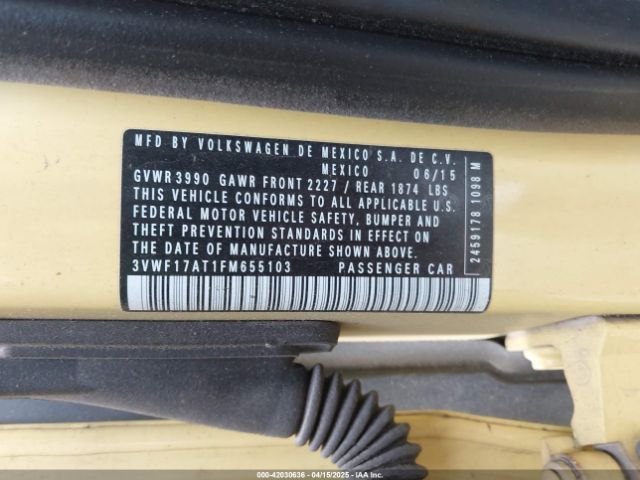 MFD BY VOLKSWAGEN DE MEXICO S.A. DE C.V.
MEXICO 06/15
GVWR 3990 GAWR FRONT 2227 / REAR 1874 LBS
THIS VEHICLE CONFORMS TO ALL APPLICABLE U.S.
FEDERAL MOTOR VEHICLE SAFETY, BUMPER AND
THEFT PREVENTION STANDARDS IN EFFECT ON
THE DATE OF MANUFACTURE SHOWN ABOVE
3VWF17AT1FM655103 PASSENGER CAR
2459178 1098 M
000-42030636 - 04/15/2025 - IAA Inc.